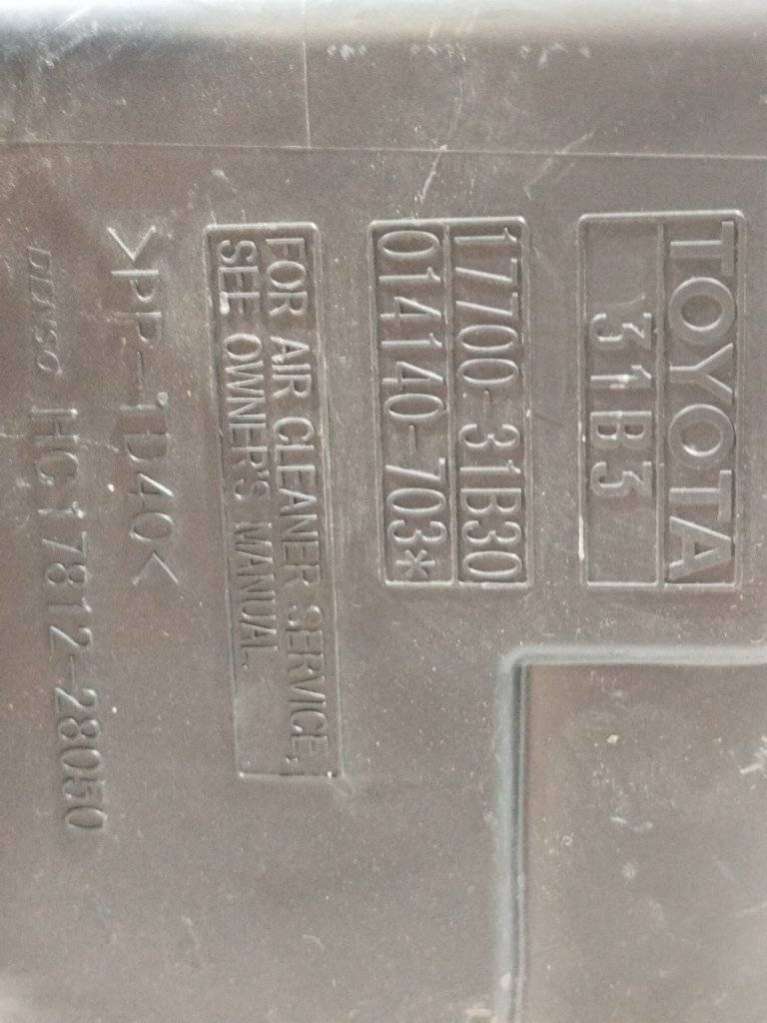 TOYOTA
31B3
17700-31B30
014140-703*
FOR AIR CLEANER SERVICE,
SEE OWNER'S MANUAL.
>PP-TD40<
DENSO HC17812-28050